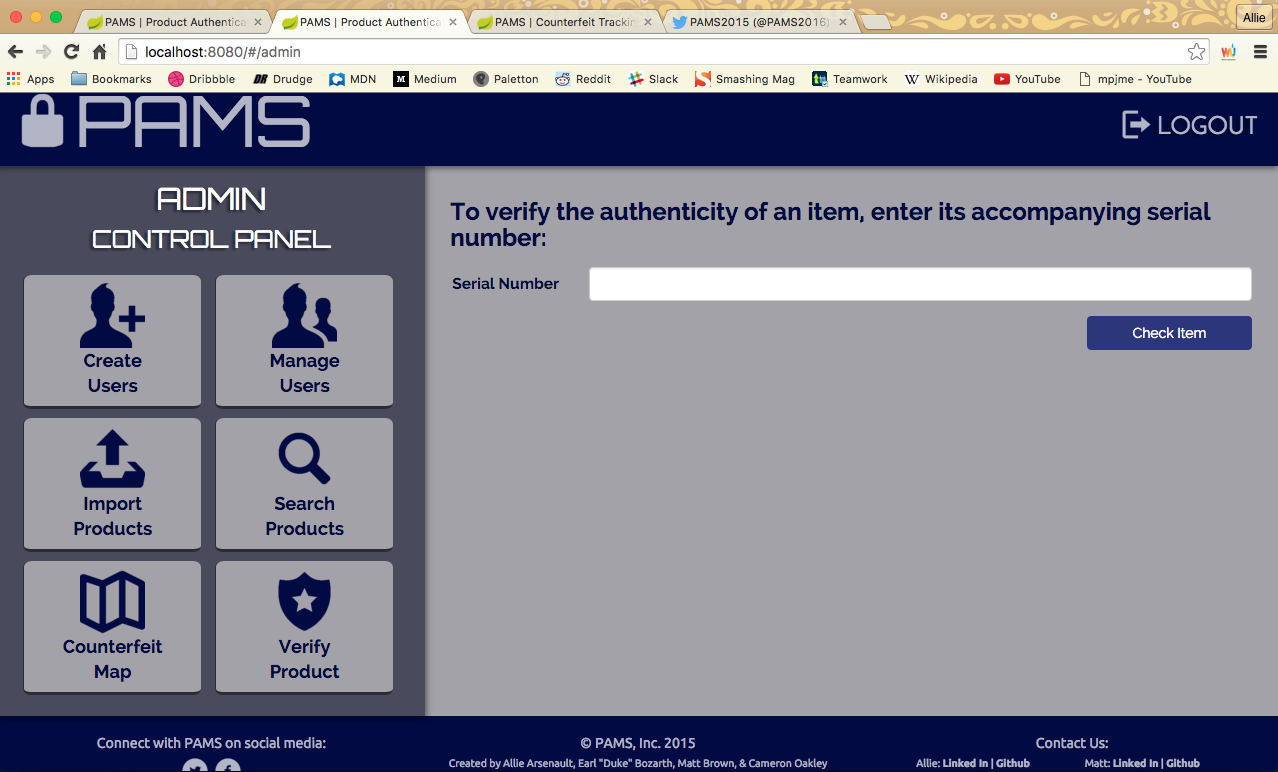 PAMS | Product Authentica
PAMS | Product Authentica
PAMS | Counterfeit Trackin
PAMS2015 (@PAMS2016)
Allie
localhost:8080/#/admin
Apps
Bookmarks
Dribbble
DR Drudge
MDN
M Medium
Paletton
Reddit
Slack
Smashing Mag
Teamwork
W Wikipedia
YouTube
mpjme - YouTube
PAMS
LOGOUT
ADMIN
CONTROL PANEL
Create
Users
Manage
Users
Import
Products
Search
Products
Counterfeit
Map
Verify
Product
To verify the authenticity of an item, enter its accompanying serial
number:
Serial Number
Check Item
Connect with PAMS on social media:
© PAMS, Inc. 2015
Created by Allie Arsenault, Earl "Duke" Bozarth, Matt Brown, & Cameron Oakley
Contact Us:
Allie: Linked In | Github
Matt: Linked In | Github